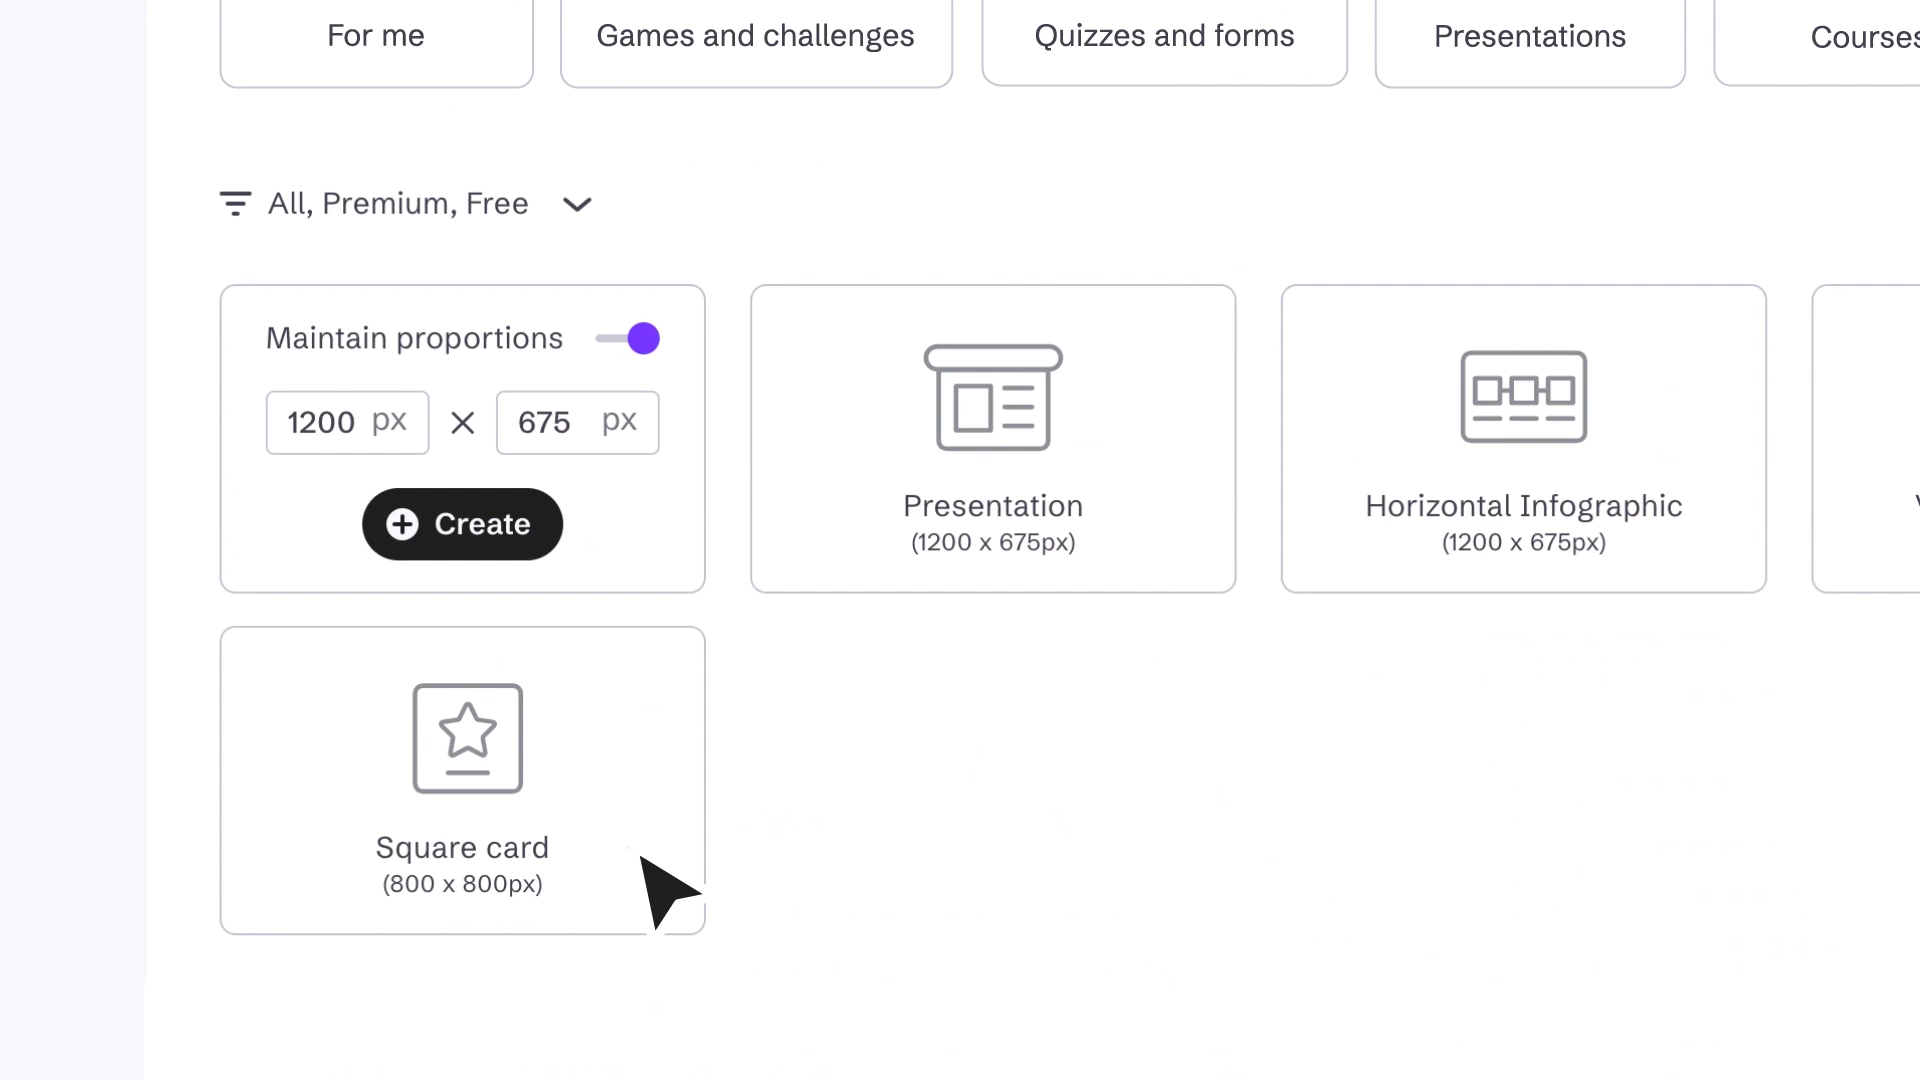 For me
Games and challenges
Quizzes and forms
Presentations
Courses
All, Premium, Free
Maintain proportions
1200 px × 675 px
Create
Presentation
(1200 x 675px)
Horizontal Infographic
(1200 x 675px)
Square card
(800 x 800px)